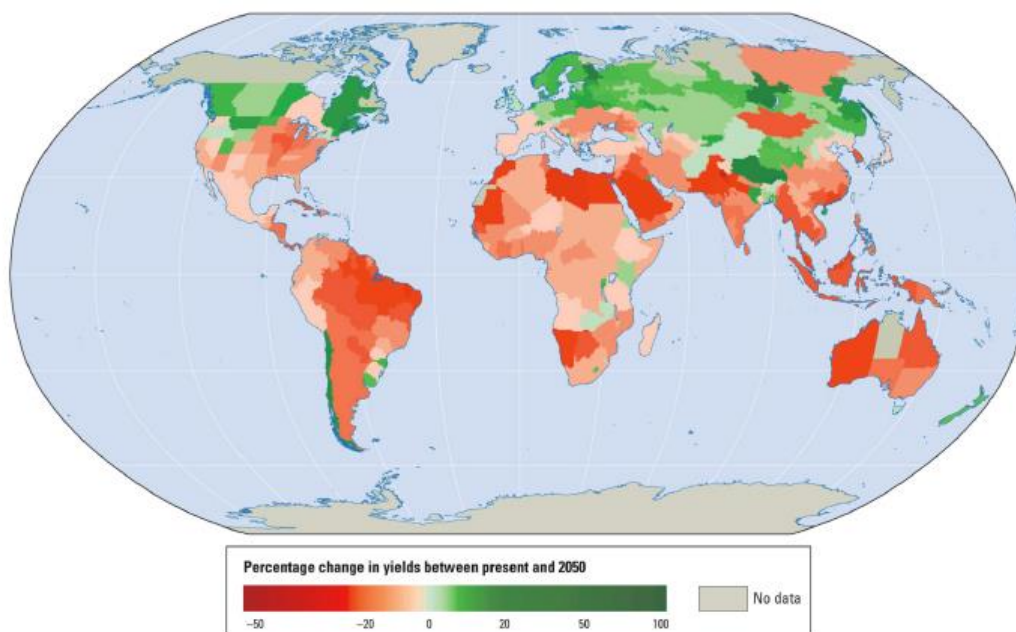 Percentage change in yields between present and 2050
No data
−50 −20 0 20 50 100